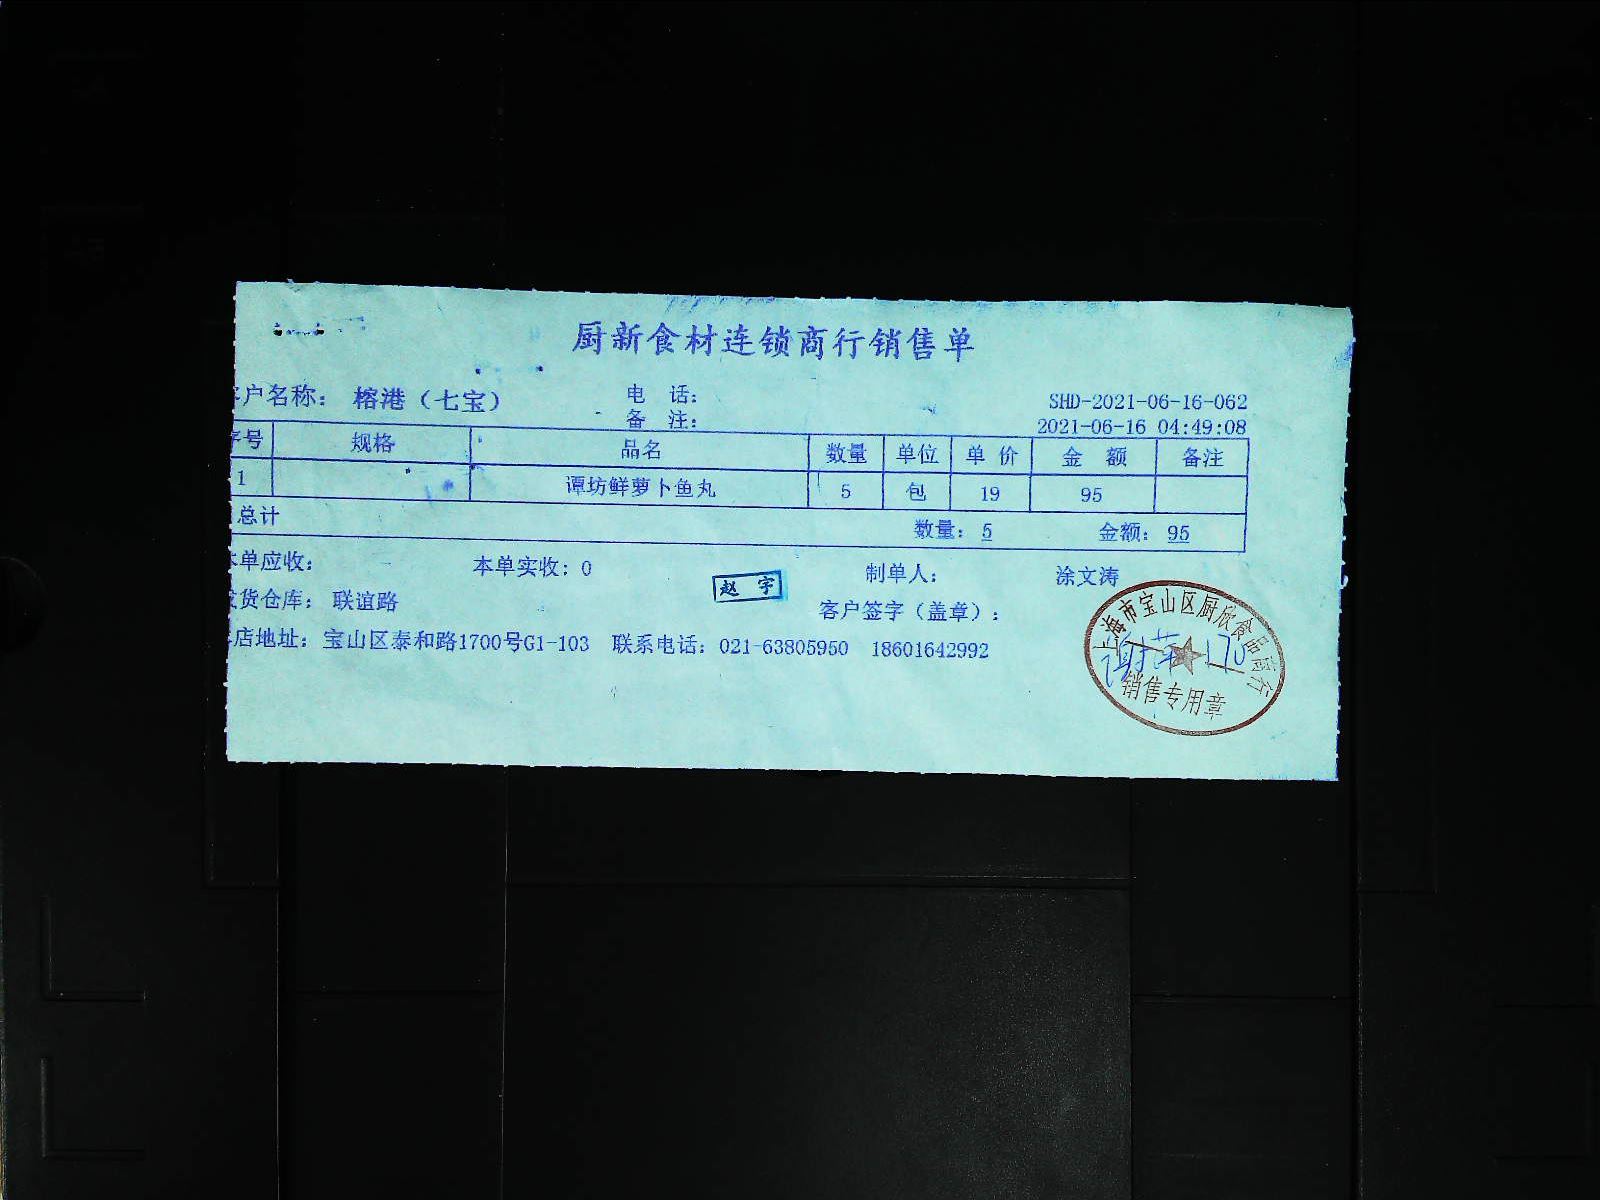 厨新食材连锁商行销售单
客户名称： 榕港（七宝） 电 话：
SHD-2021-06-16-062
备 注： 2021-06-16 04:49:08
序号 规格 品名 数量 单位 单 价 金 额 备注
1 谭坊鲜萝卜鱼丸 5 包 19 95
总计 数量：5 金额：95
本单应收： 本单实收：0 制单人： 涂文涛
赵宇
发货仓库： 联谊路 客户签字（盖章）：
本店地址：宝山区泰和路1700号G1-103 联系电话：021-63805950 18601642992
上海市宝山区厨欣食品商行
销售专用章